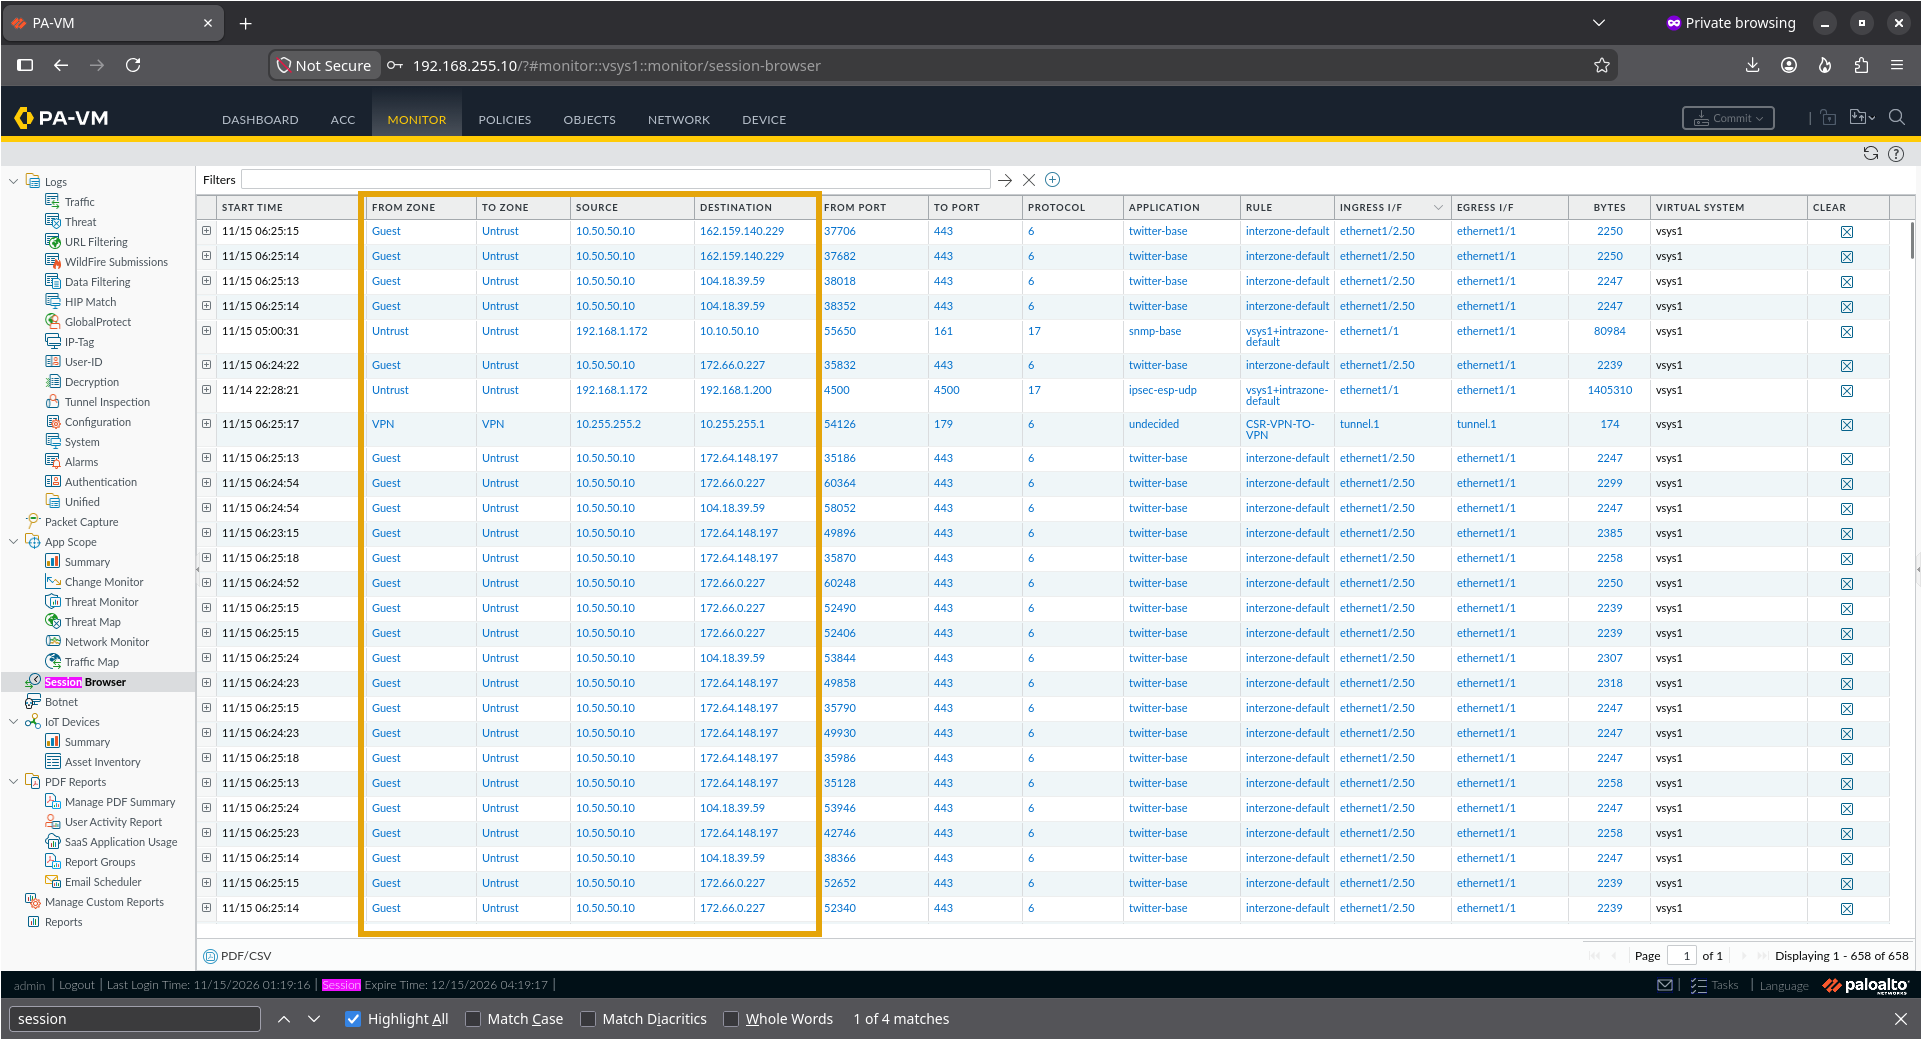 PA-VM
Private browsing
Not Secure 192.168.255.10/?#monitor::vsys1::monitor/session-browser
PA-VM DASHBOARD ACC MONITOR POLICIES OBJECTS NETWORK DEVICE Commit
Filters
START TIME FROM ZONE TO ZONE SOURCE DESTINATION FROM PORT TO PORT PROTOCOL APPLICATION RULE INGRESS I/F EGRESS I/F BYTES VIRTUAL SYSTEM CLEAR
11/15 06:25:15 Guest Untrust 10.50.50.10 162.159.140.229 37706 443 6 twitter-base interzone-default ethernet1/2.50 ethernet1/1 2250 vsys1
11/15 06:25:14 Guest Untrust 10.50.50.10 162.159.140.229 37682 443 6 twitter-base interzone-default ethernet1/2.50 ethernet1/1 2250 vsys1
11/15 06:25:13 Guest Untrust 10.50.50.10 104.18.39.59 38018 443 6 twitter-base interzone-default ethernet1/2.50 ethernet1/1 2247 vsys1
11/15 06:25:14 Guest Untrust 10.50.50.10 104.18.39.59 38352 443 6 twitter-base interzone-default ethernet1/2.50 ethernet1/1 2247 vsys1
11/15 05:00:31 Untrust Untrust 192.168.1.172 10.10.50.10 55650 161 17 snmp-base vsys1+intrazone-default ethernet1/1 ethernet1/1 80984 vsys1
11/15 06:24:22 Guest Untrust 10.50.50.10 172.66.0.227 35832 443 6 twitter-base interzone-default ethernet1/2.50 ethernet1/1 2239 vsys1
11/14 22:28:21 Untrust Untrust 192.168.1.172 192.168.1.200 4500 4500 17 ipsec-esp-udp vsys1+intrazone-default ethernet1/1 ethernet1/1 1405310 vsys1
11/15 06:25:17 VPN VPN 10.255.255.2 10.255.255.1 54126 179 6 undecided CSR-VPN-TO-VPN tunnel.1 tunnel.1 174 vsys1
11/15 06:25:13 Guest Untrust 10.50.50.10 172.64.148.197 35186 443 6 twitter-base interzone-default ethernet1/2.50 ethernet1/1 2247 vsys1
11/15 06:24:54 Guest Untrust 10.50.50.10 172.66.0.227 60364 443 6 twitter-base interzone-default ethernet1/2.50 ethernet1/1 2299 vsys1
11/15 06:24:54 Guest Untrust 10.50.50.10 104.18.39.59 58052 443 6 twitter-base interzone-default ethernet1/2.50 ethernet1/1 2247 vsys1
11/15 06:23:15 Guest Untrust 10.50.50.10 172.64.148.197 49896 443 6 twitter-base interzone-default ethernet1/2.50 ethernet1/1 2385 vsys1
11/15 06:25:18 Guest Untrust 10.50.50.10 172.64.148.197 35870 443 6 twitter-base interzone-default ethernet1/2.50 ethernet1/1 2258 vsys1
11/15 06:24:52 Guest Untrust 10.50.50.10 172.66.0.227 60248 443 6 twitter-base interzone-default ethernet1/2.50 ethernet1/1 2250 vsys1
11/15 06:25:15 Guest Untrust 10.50.50.10 172.66.0.227 52490 443 6 twitter-base interzone-default ethernet1/2.50 ethernet1/1 2239 vsys1
11/15 06:25:15 Guest Untrust 10.50.50.10 172.66.0.227 52406 443 6 twitter-base interzone-default ethernet1/2.50 ethernet1/1 2239 vsys1
11/15 06:25:24 Guest Untrust 10.50.50.10 104.18.39.59 53844 443 6 twitter-base interzone-default ethernet1/2.50 ethernet1/1 2307 vsys1
11/15 06:24:23 Guest Untrust 10.50.50.10 172.64.148.197 49858 443 6 twitter-base interzone-default ethernet1/2.50 ethernet1/1 2318 vsys1
11/15 06:25:15 Guest Untrust 10.50.50.10 172.64.148.197 35790 443 6 twitter-base interzone-default ethernet1/2.50 ethernet1/1 2247 vsys1
11/15 06:24:23 Guest Untrust 10.50.50.10 172.64.148.197 49930 443 6 twitter-base interzone-default ethernet1/2.50 ethernet1/1 2247 vsys1
11/15 06:25:18 Guest Untrust 10.50.50.10 172.64.148.197 35986 443 6 twitter-base interzone-default ethernet1/2.50 ethernet1/1 2247 vsys1
11/15 06:25:13 Guest Untrust 10.50.50.10 172.64.148.197 35128 443 6 twitter-base interzone-default ethernet1/2.50 ethernet1/1 2258 vsys1
11/15 06:25:24 Guest Untrust 10.50.50.10 104.18.39.59 53946 443 6 twitter-base interzone-default ethernet1/2.50 ethernet1/1 2247 vsys1
11/15 06:25:23 Guest Untrust 10.50.50.10 172.64.148.197 42746 443 6 twitter-base interzone-default ethernet1/2.50 ethernet1/1 2258 vsys1
11/15 06:25:14 Guest Untrust 10.50.50.10 104.18.39.59 38366 443 6 twitter-base interzone-default ethernet1/2.50 ethernet1/1 2247 vsys1
11/15 06:25:15 Guest Untrust 10.50.50.10 172.66.0.227 52652 443 6 twitter-base interzone-default ethernet1/2.50 ethernet1/1 2239 vsys1
11/15 06:25:14 Guest Untrust 10.50.50.10 172.66.0.227 52340 443 6 twitter-base interzone-default ethernet1/2.50 ethernet1/1 2239 vsys1
Logs
Traffic
Threat
URL Filtering
WildFire Submissions
Data Filtering
HIP Match
GlobalProtect
IP-Tag
User-ID
Decryption
Tunnel Inspection
Configuration
System
Alarms
Authentication
Unified
Packet Capture
App Scope
Summary
Change Monitor
Threat Monitor
Threat Map
Network Monitor
Traffic Map
Session Browser
Botnet
IoT Devices
Summary
Asset Inventory
PDF Reports
Manage PDF Summary
User Activity Report
SaaS Application Usage
Report Groups
Email Scheduler
Manage Custom Reports
Reports
PDF/CSV Page 1 of 1 Displaying 1 - 658 of 658
admin | Logout | Last Login Time: 11/15/2026 01:19:16 | Session Expire Time: 12/15/2026 04:19:17 | Tasks | Language paloalto NETWORKS
session Highlight All Match Case Match Diacritics Whole Words 1 of 4 matches